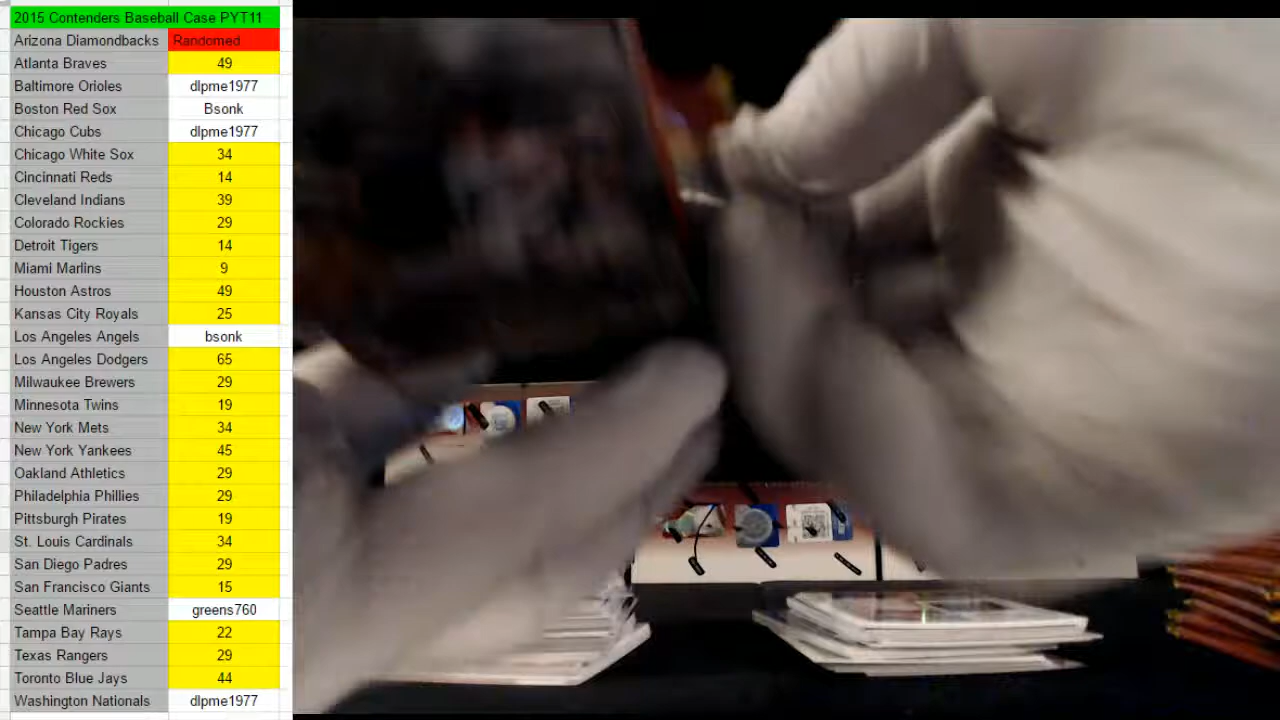 2015 Contenders Baseball Case PYT11
Arizona Diamondbacks Randomed
Atlanta Braves 49
Baltimore Orioles dlpme1977
Boston Red Sox Bsonk
Chicago Cubs dlpme1977
Chicago White Sox 34
Cincinnati Reds 14
Cleveland Indians 39
Colorado Rockies 29
Detroit Tigers 14
Miami Marlins 9
Houston Astros 49
Kansas City Royals 25
Los Angeles Angels bsonk
Los Angeles Dodgers 65
Milwaukee Brewers 29
Minnesota Twins 19
New York Mets 34
New York Yankees 45
Oakland Athletics 29
Philadelphia Phillies 29
Pittsburgh Pirates 19
St. Louis Cardinals 34
San Diego Padres 29
San Francisco Giants 15
Seattle Mariners greens760
Tampa Bay Rays 22
Texas Rangers 29
Toronto Blue Jays 44
Washington Nationals dlpme1977